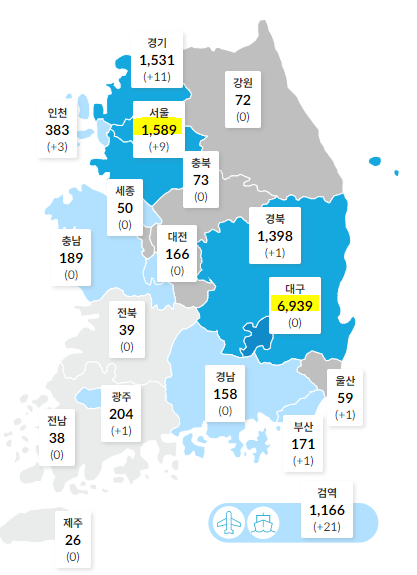 경기
1,531
(+11)
강원
72
(0)
인천
383
(+3)
서울
1,589
(+9)
충북
73
(0)
세종
50
(0)
경북
1,398
(+1)
대전
166
(0)
충남
189
(0)
대구
6,939
(0)
전북
39
(0)
경남
158
(0)
울산
59
(+1)
광주
204
(+1)
전남
38
(0)
부산
171
(+1)
검역
1,166
(+21)
제주
26
(0)